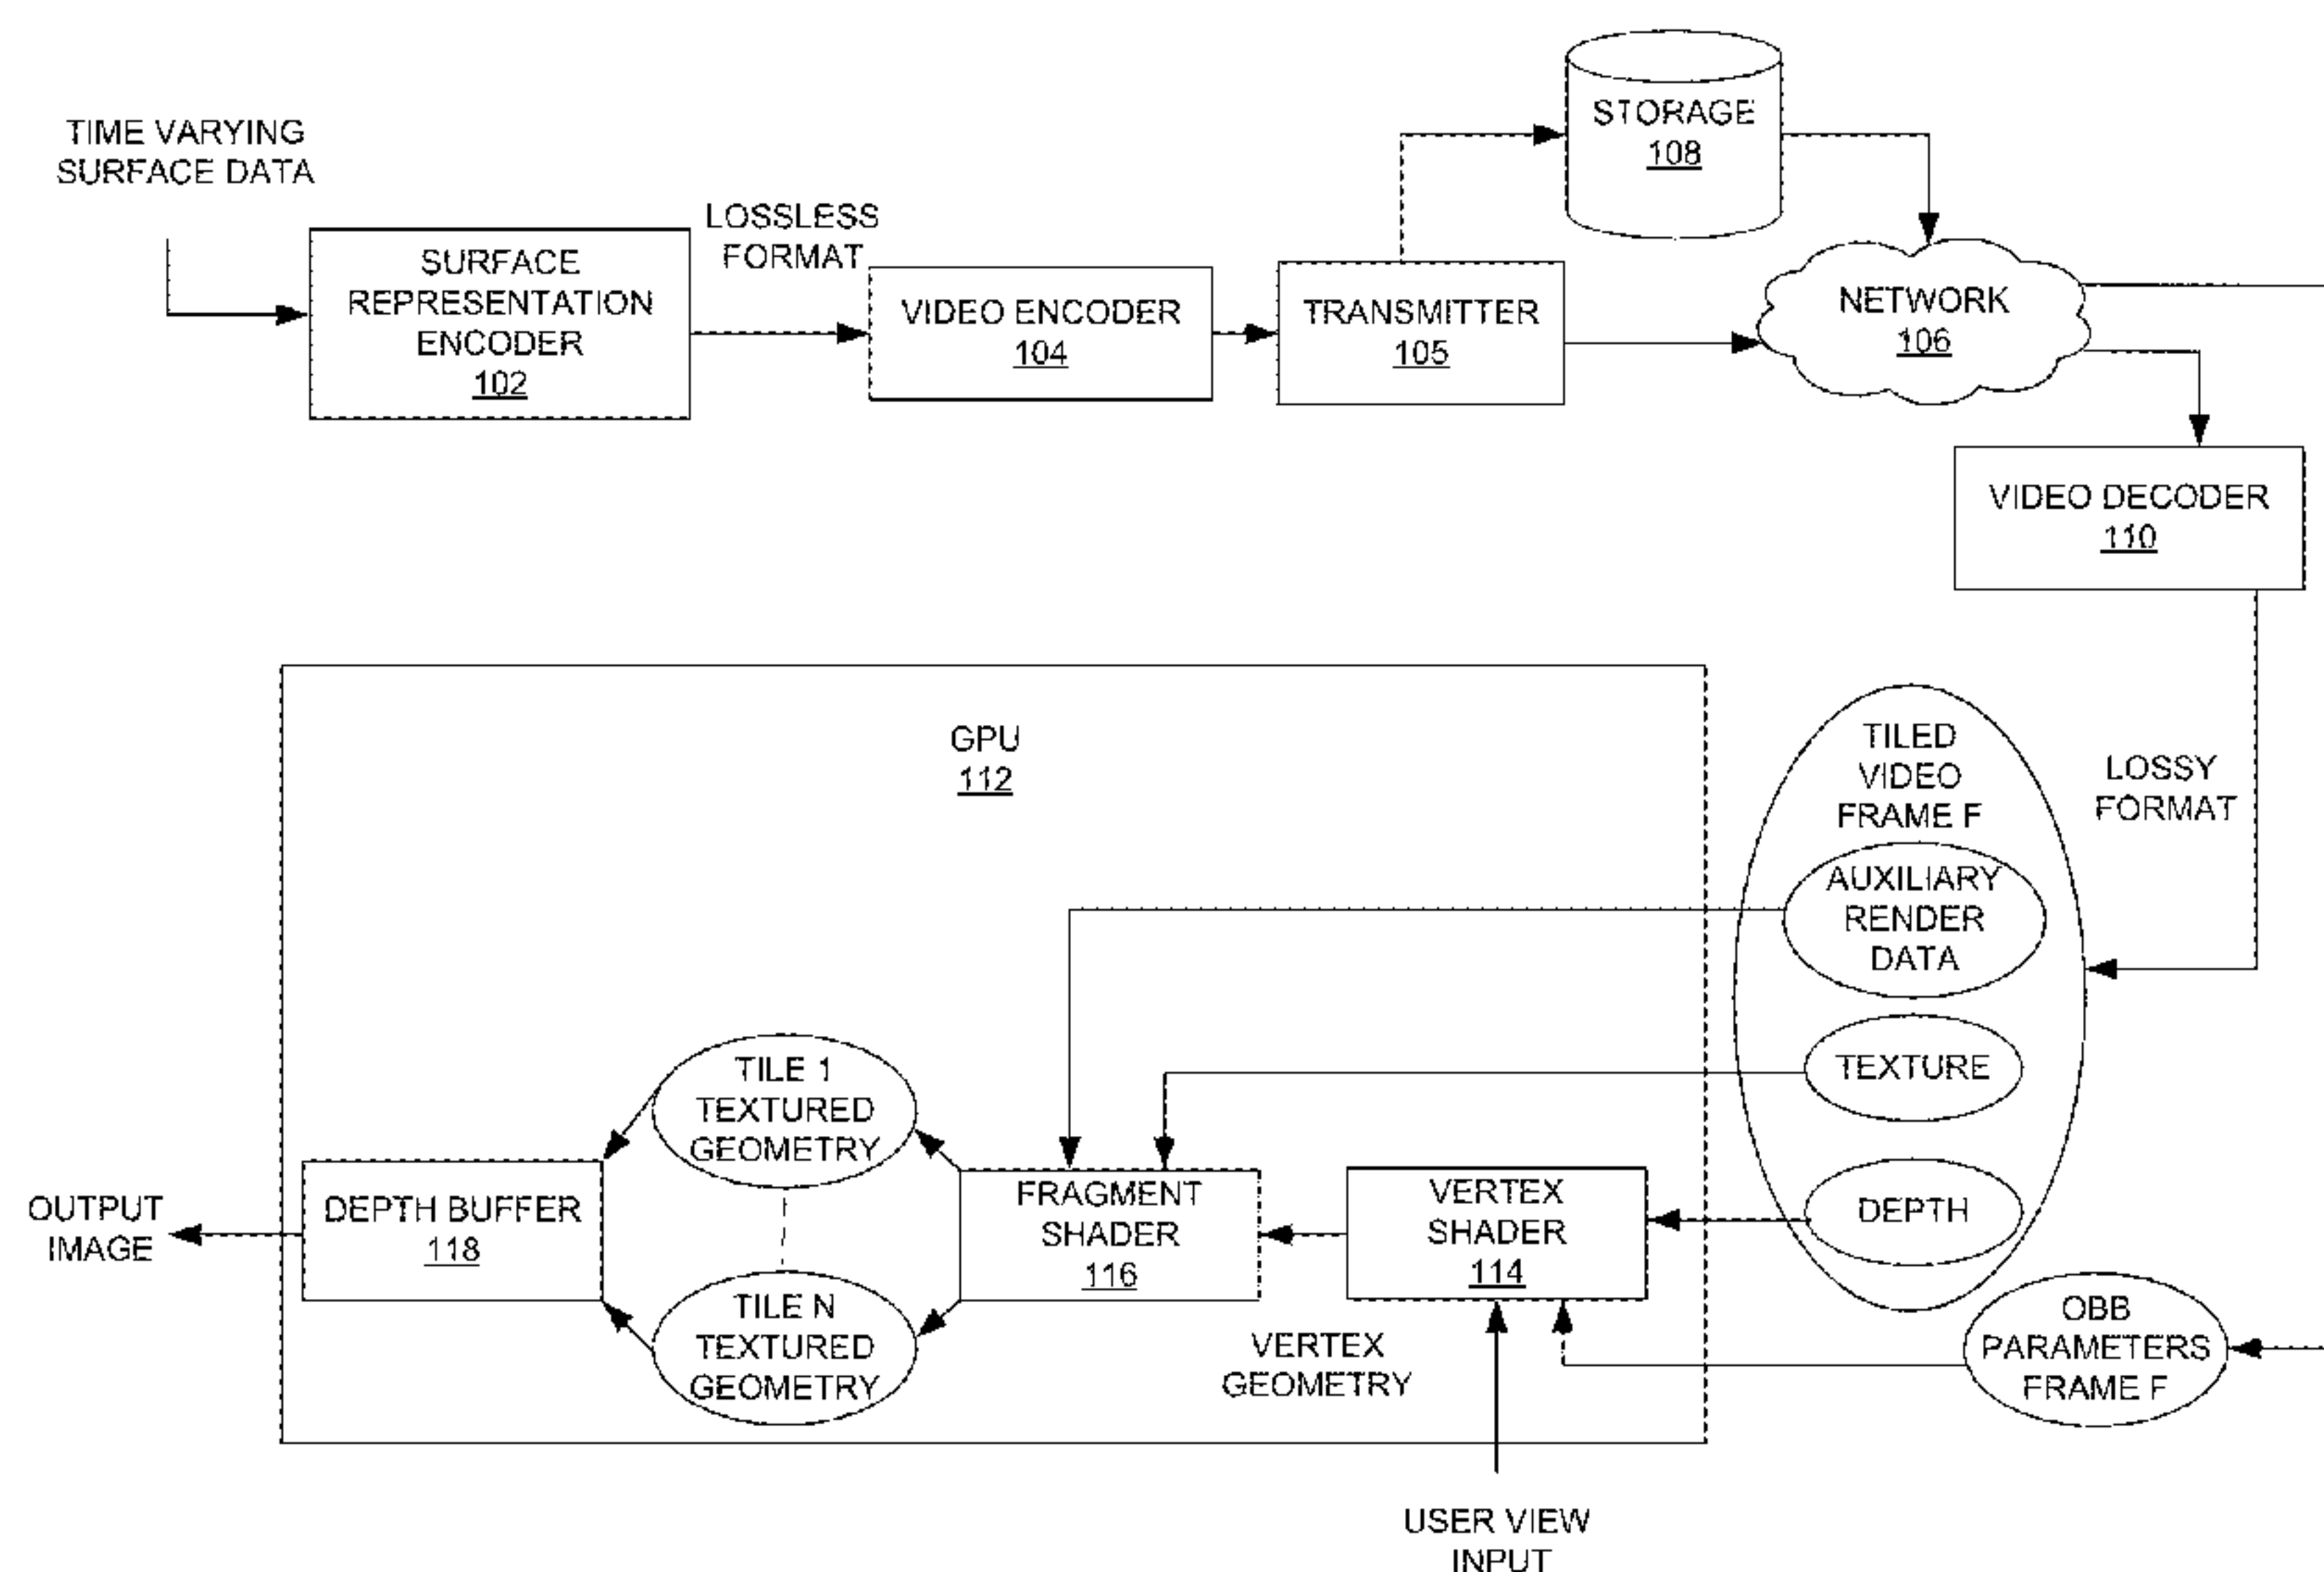 TIME VARYING
SURFACE DATA
SURFACE
REPRESENTATION
ENCODER
102
LOSSLESS
FORMAT
VIDEO ENCODER
104
TRANSMITTER
105
STORAGE
108
NETWORK
106
VIDEO DECODER
110
GPU
112
TILED
VIDEO
FRAME F
LOSSY
FORMAT
AUXILIARY
RENDER
DATA
TEXTURE
DEPTH
OBB
PARAMETERS
FRAME F
VERTEX
SHADER
114
VERTEX
GEOMETRY
USER VIEW
INPUT
FRAGMENT
SHADER
116
TILE 1
TEXTURED
GEOMETRY
TILE N
TEXTURED
GEOMETRY
DEPTH BUFFER
118
OUTPUT
IMAGE